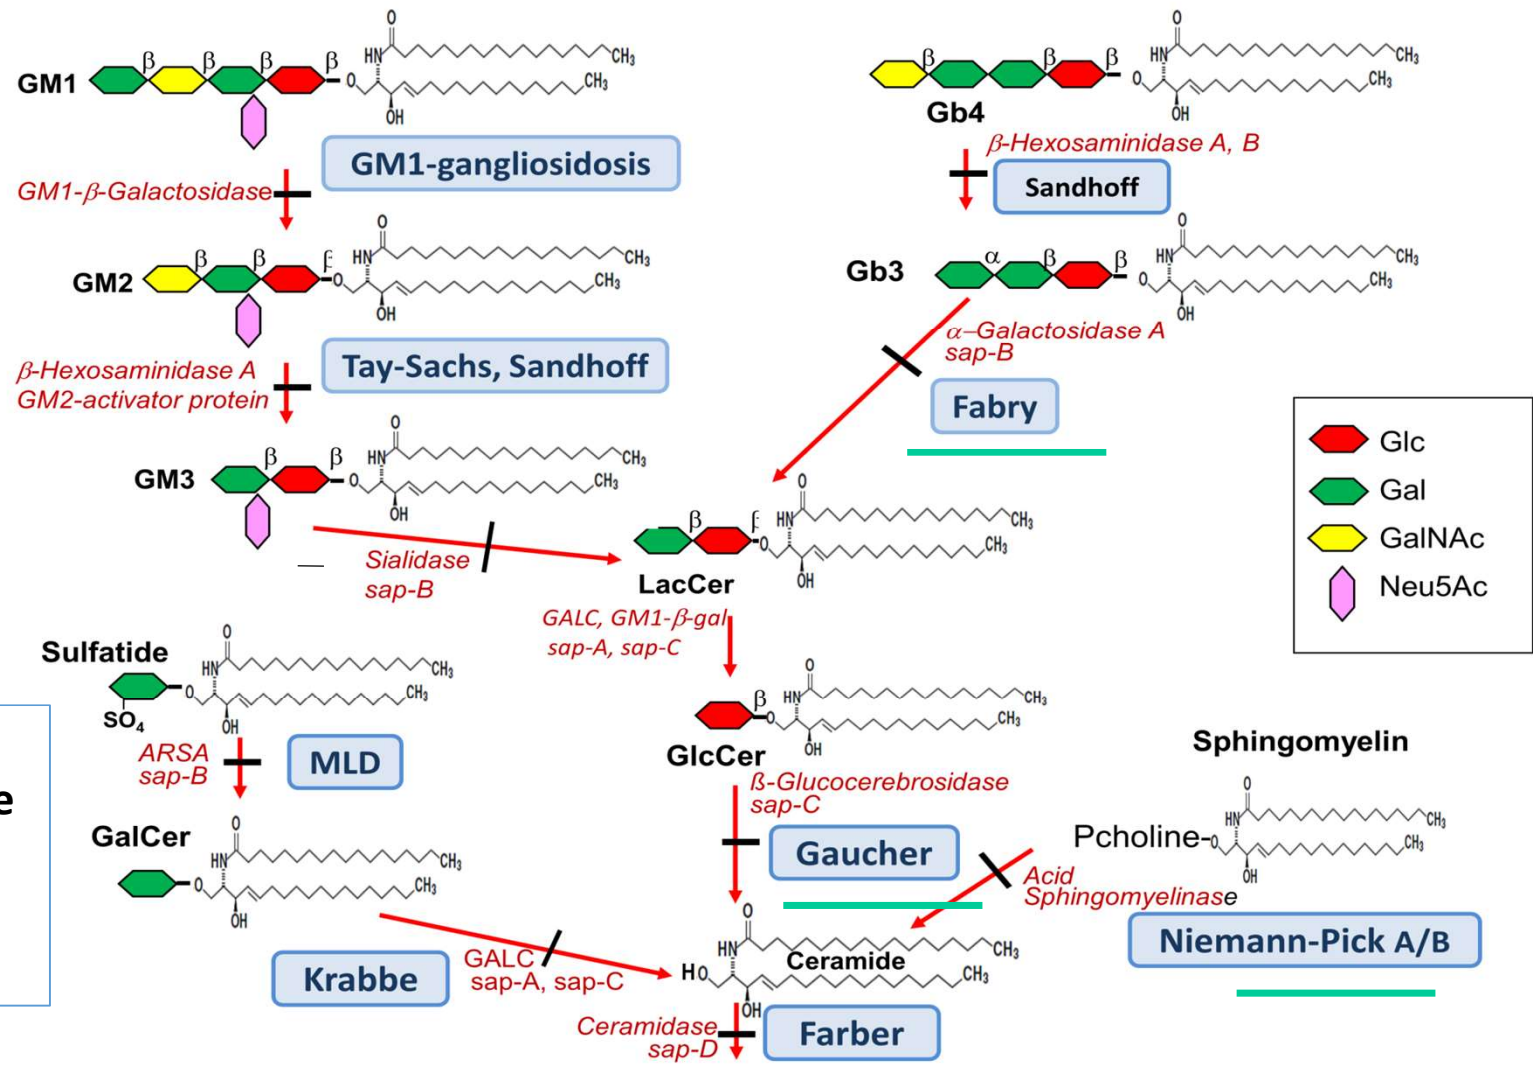 O
HN
CH₃
CH₃
O
OH
GM1
β
β
β
β
GM1-gangliosidosis
GM1-β-Galactosidase
O
HN
CH₃
CH₃
O
OH
GM2
β
β
Tay-Sachs, Sandhoff
β-Hexosaminidase A
GM2-activator protein
O
HN
CH₃
CH₃
O
OH
GM3
β
β
Sialidase
sap-B
O
HN
CH₃
CH₃
O
OH
Gb4
β
β
β
β-Hexosaminidase A, B
Sandhoff
O
HN
CH₃
CH₃
O
OH
Gb3
α
β
β
α–Galactosidase A
sap-B
Fabry
Glc
Gal
GalNAc
Neu5Ac
O
HN
CH₃
CH₃
O
OH
β
LacCer
GALC, GM1-β-gal
sap-A, sap-C
O
HN
CH₃
CH₃
O
OH
β
GlcCer
ß-Glucocerebrosidase
sap-C
Gaucher
Sulfatide
O
HN
CH₃
CH₃
O
OH
SO₄
ARSA
sap-B
MLD
e
GalCer
O
HN
CH₃
CH₃
O
OH
Krabbe
GALC
sap-A, sap-C
Sphingomyelin
O
HN
CH₃
CH₃
Pcholine-O
OH
Acid
Sphingomyelinase
Niemann-Pick A/B
O
HN
CH₃
Ceramide
HO
CH₃
OH
Ceramidase
sap-D
Farber